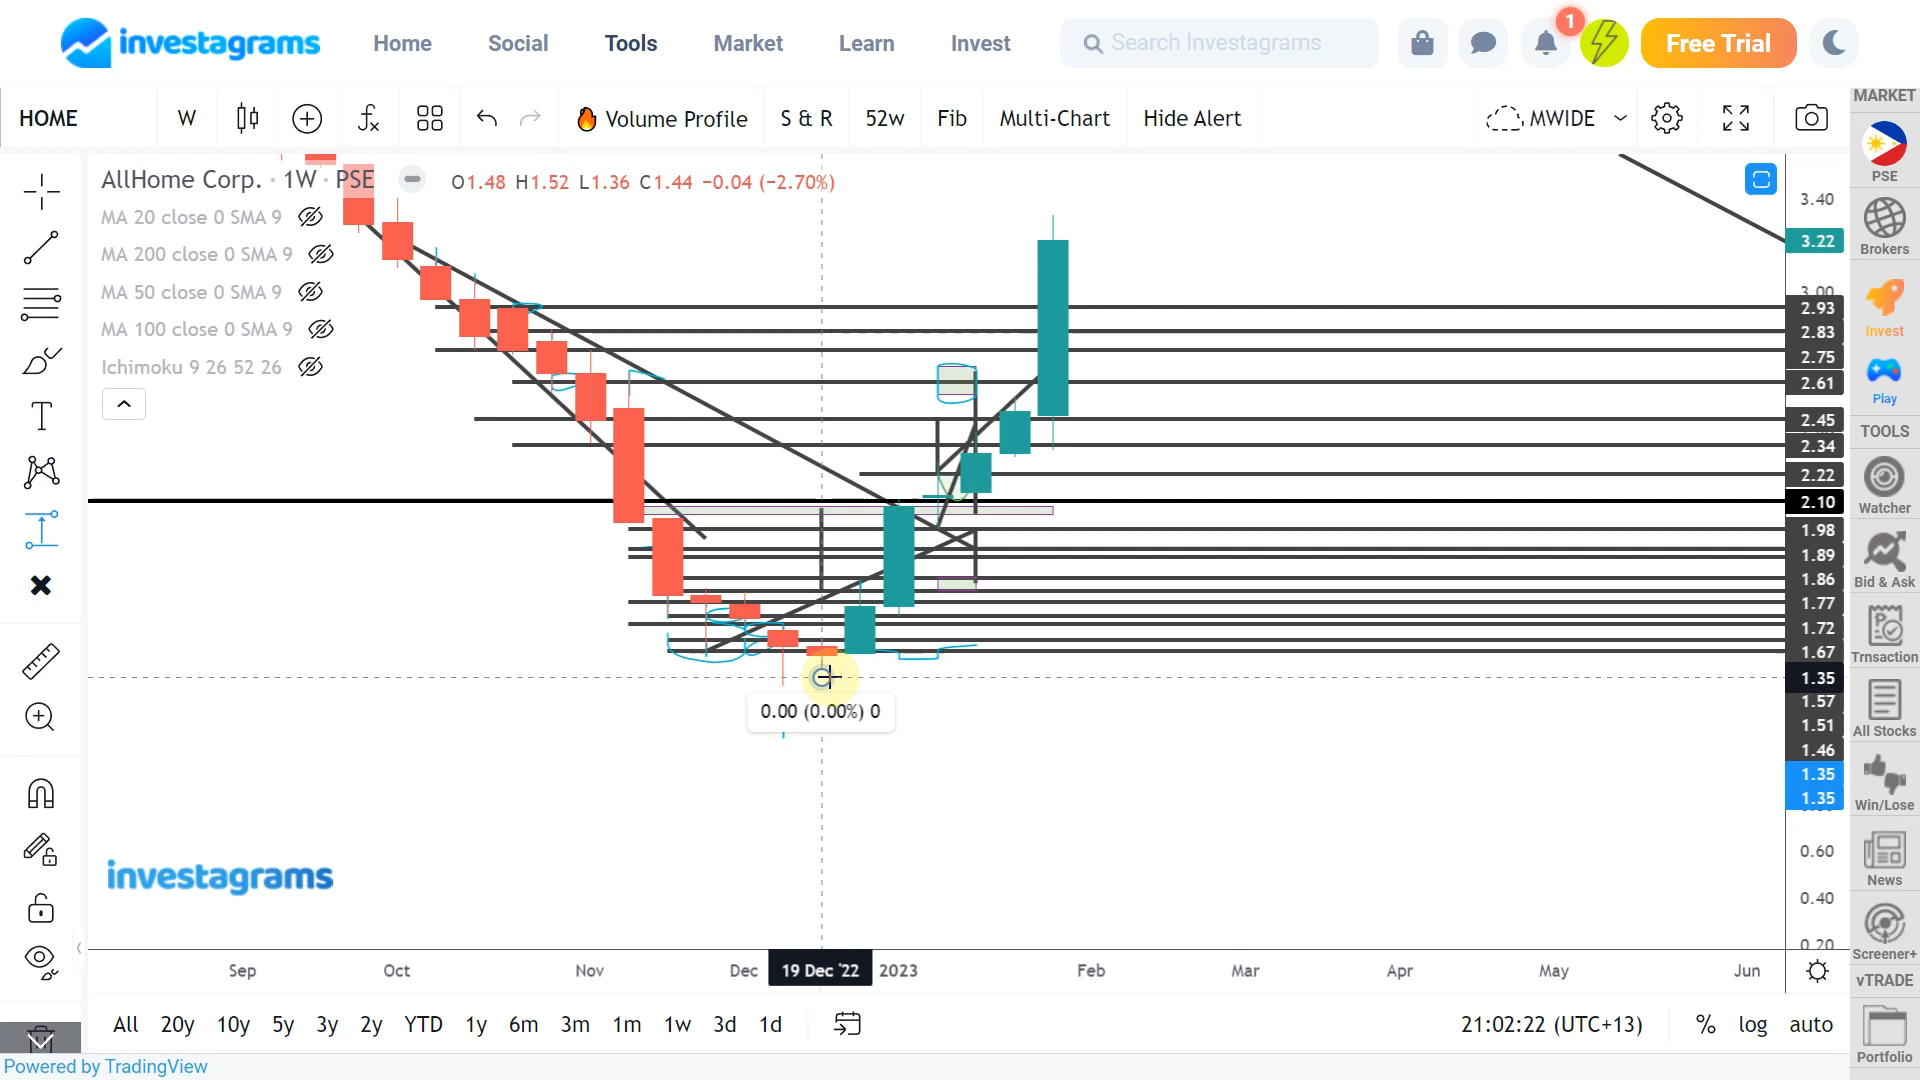 investagrams Home Social Tools Market Learn Invest Search Investagrams 1 Free Trial
HOME W Volume Profile S & R 52w Fib Multi-Chart Hide Alert MWIDE
AllHome Corp. · 1W · PSE O1.48 H1.52 L1.36 C1.44 −0.04 (−2.70%)
MA 20 close 0 SMA 9
MA 200 close 0 SMA 9
MA 50 close 0 SMA 9
MA 100 close 0 SMA 9
Ichimoku 9 26 52 26
T
0.00 (0.00%) 0
investagrams
3.40
3.22
3.00
2.93
2.83
2.75
2.61
2.45
2.34
2.22
2.10
1.98
1.89
1.86
1.77
1.72
1.67
1.35
1.57
1.51
1.46
1.35
1.35
0.60
0.40
0.20
Sep Oct Nov Dec 19 Dec '22 2023 Feb Mar Apr May Jun
All 20y 10y 5y 3y 2y YTD 1y 6m 3m 1m 1w 3d 1d 21:02:22 (UTC+13) % log auto
Powered by TradingView
MARKET
PSE
Brokers
Invest
Play
TOOLS
Watcher
Bid & Ask
Trnsaction
All Stocks
Win/Lose
News
Screener+
vTRADE
Portfolio